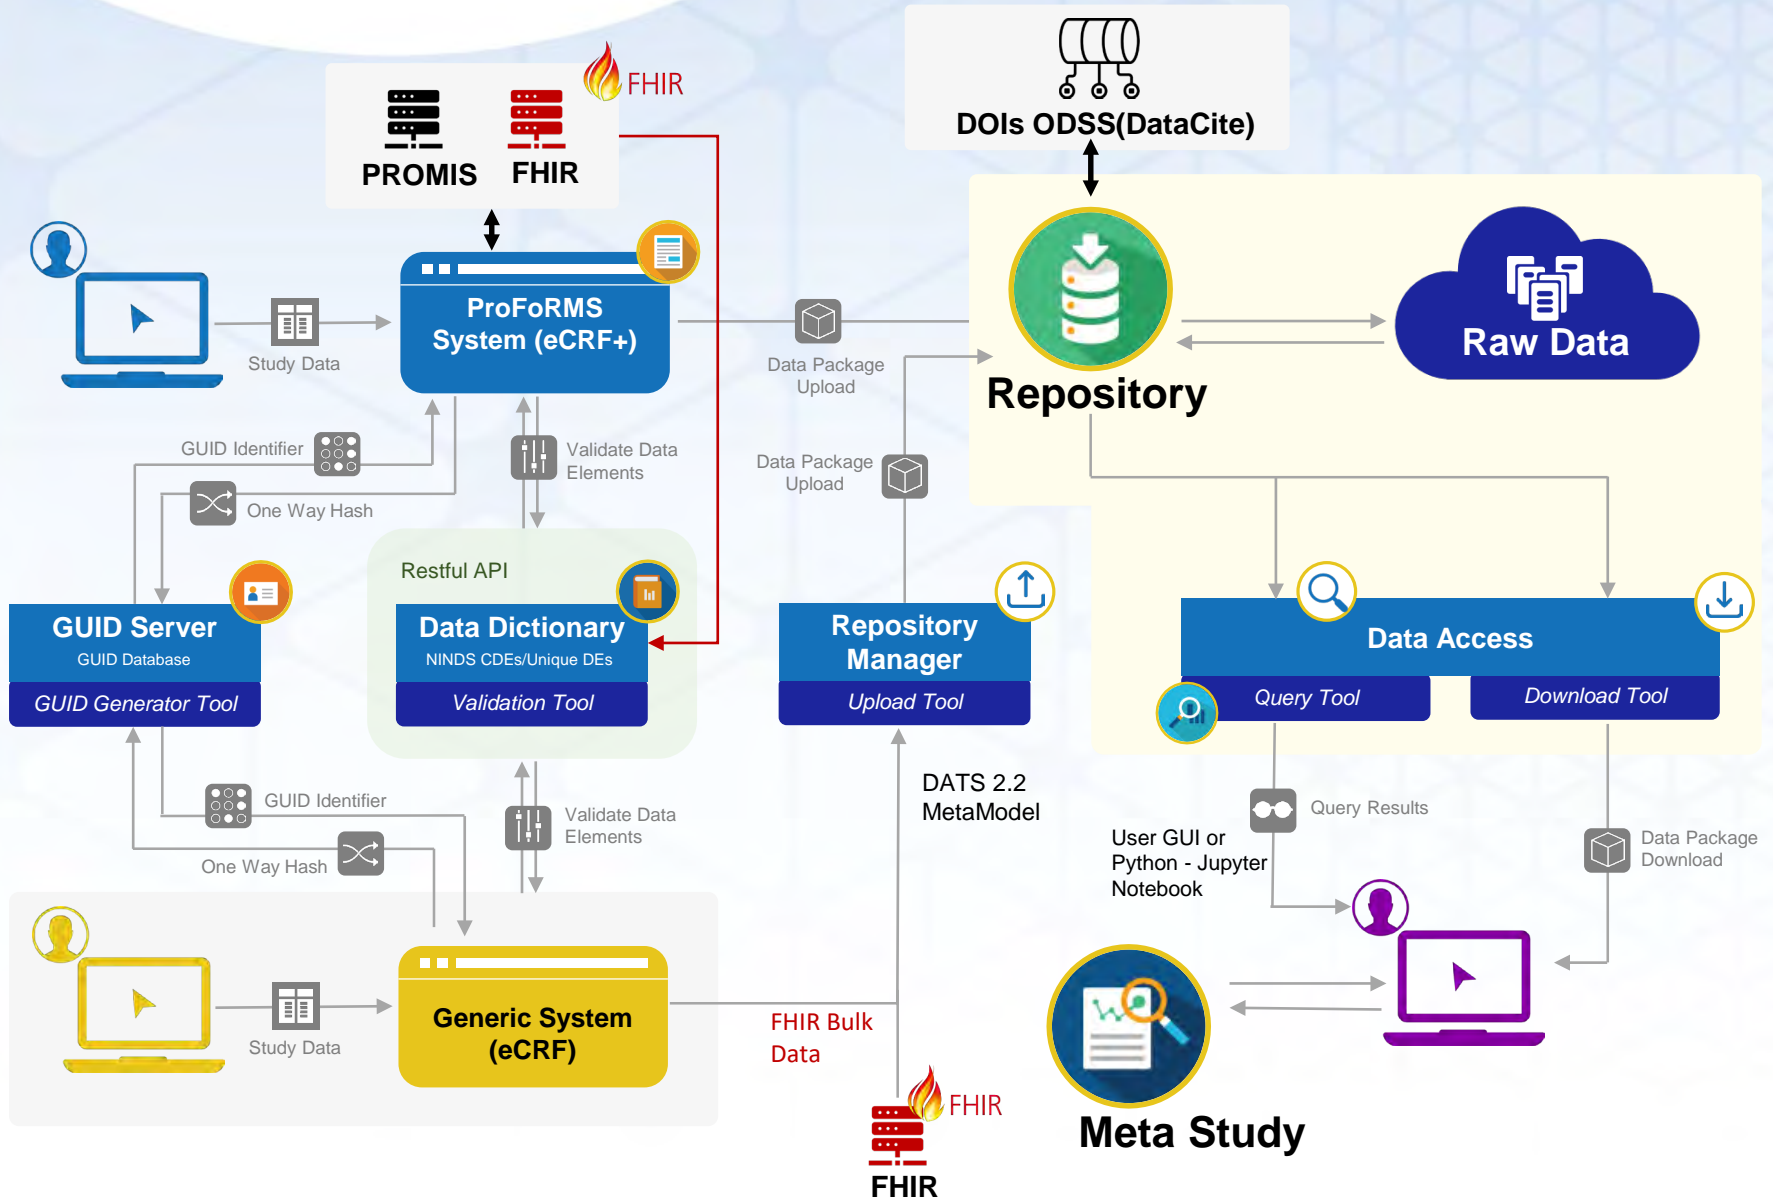 FHIR
PROMIS
FHIR
DOIs ODSS(DataCite)
ProFoRMS
System (eCRF+)
Study Data
Data Package
Upload
Repository
Raw Data
GUID Identifier
One Way Hash
Validate Data
Elements
Data Package
Upload
Restful API
GUID Server
GUID Database
GUID Generator Tool
Data Dictionary
NINDS CDEs/Unique DEs
Validation Tool
Repository
Manager
Upload Tool
Data Access
Query Tool
Download Tool
GUID Identifier
One Way Hash
Validate Data
Elements
DATS 2.2
MetaModel
Query Results
User GUI or
Python - Jupyter
Notebook
Data Package
Download
Study Data
Generic System
(eCRF)
FHIR Bulk
Data
FHIR
FHIR
Meta Study